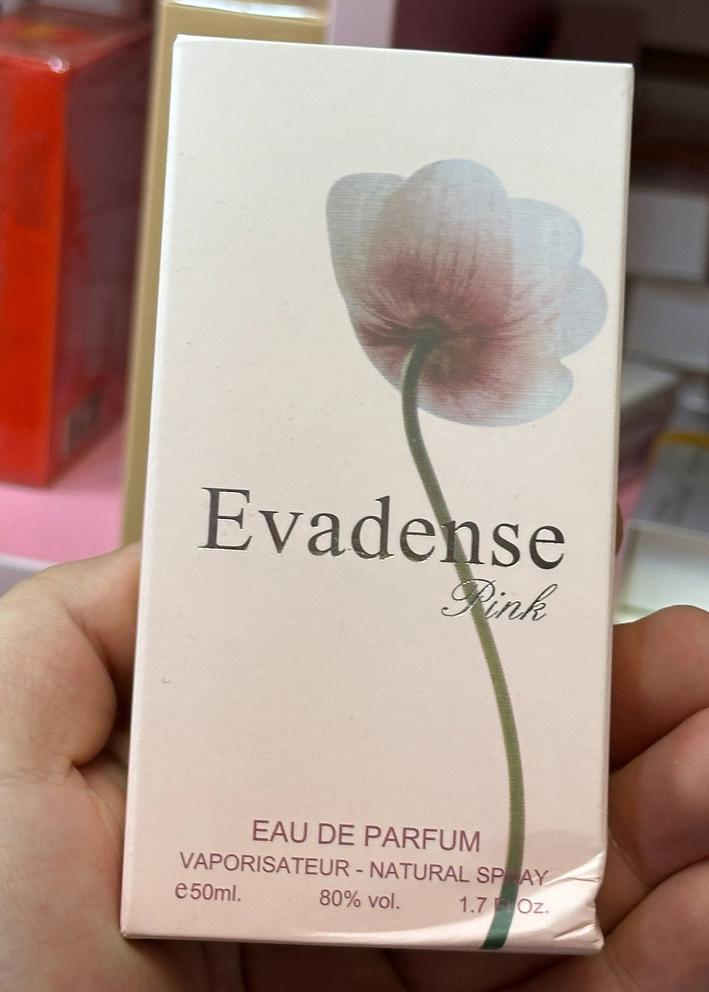 Evadense
Pink
EAU DE PARFUM
VAPORISATEUR - NATURAL SPRAY
℮50ml. 80% vol. 1.7 Fl Oz.